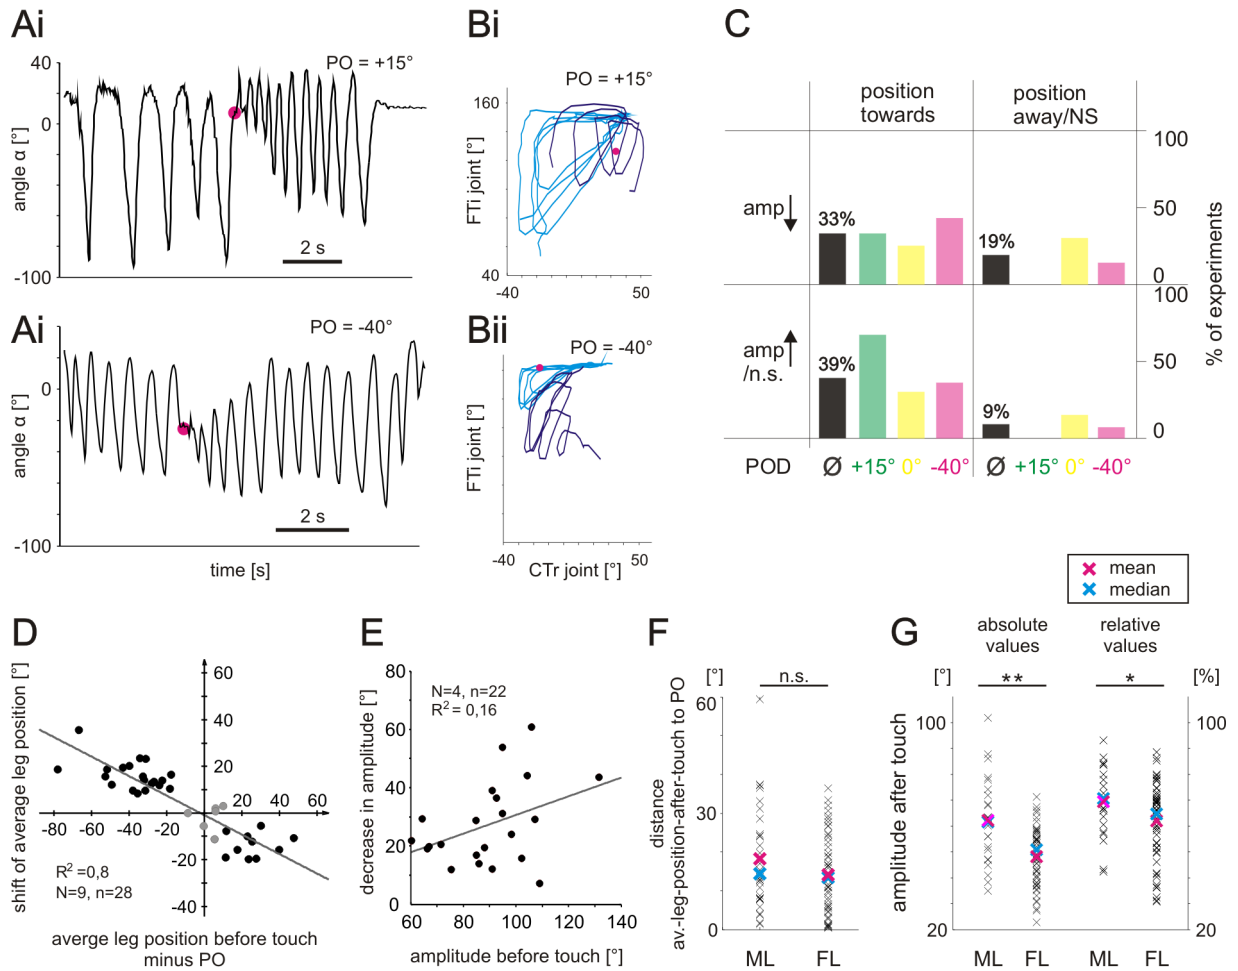 Ai
PO = +15°
40
0
-100
angle α [°]
2 s
Bi
PO = +15°
160
FTi joint [°]
40
-40
50
C
position
towards
position
away/NS
100
50
0
100
50
0
% of experiments
amp
33%
19%
amp
/n.s.
39%
9%
POD
Ø
+15°
0°
-40°
Ø
+15°
0°
-40°
Ai
PO = -40°
0
-100
angle α [°]
2 s
time [s]
Bii
PO = -40°
FTi joint [°]
-40
50
CTr joint [°]
mean
median
D
shift of average leg position [°]
60
40
20
-20
-40
-80
-60
-40
-20
20
40
60
R²=0,8
N=9, n=28
averge leg position before touch
minus PO
E
decrease in amplitude [°]
80
60
40
20
0
N=4, n=22
R²= 0,16
60
80
100
120
140
amplitude before touch [°]
F
distance
av.-leg-position-after-touch to PO
[°]
n.s.
60
30
0
ML
FL
G
absolute
values
relative
values
[°]
**
*
[%]
amplitude after touch
100
20
100
20
ML
FL
ML
FL